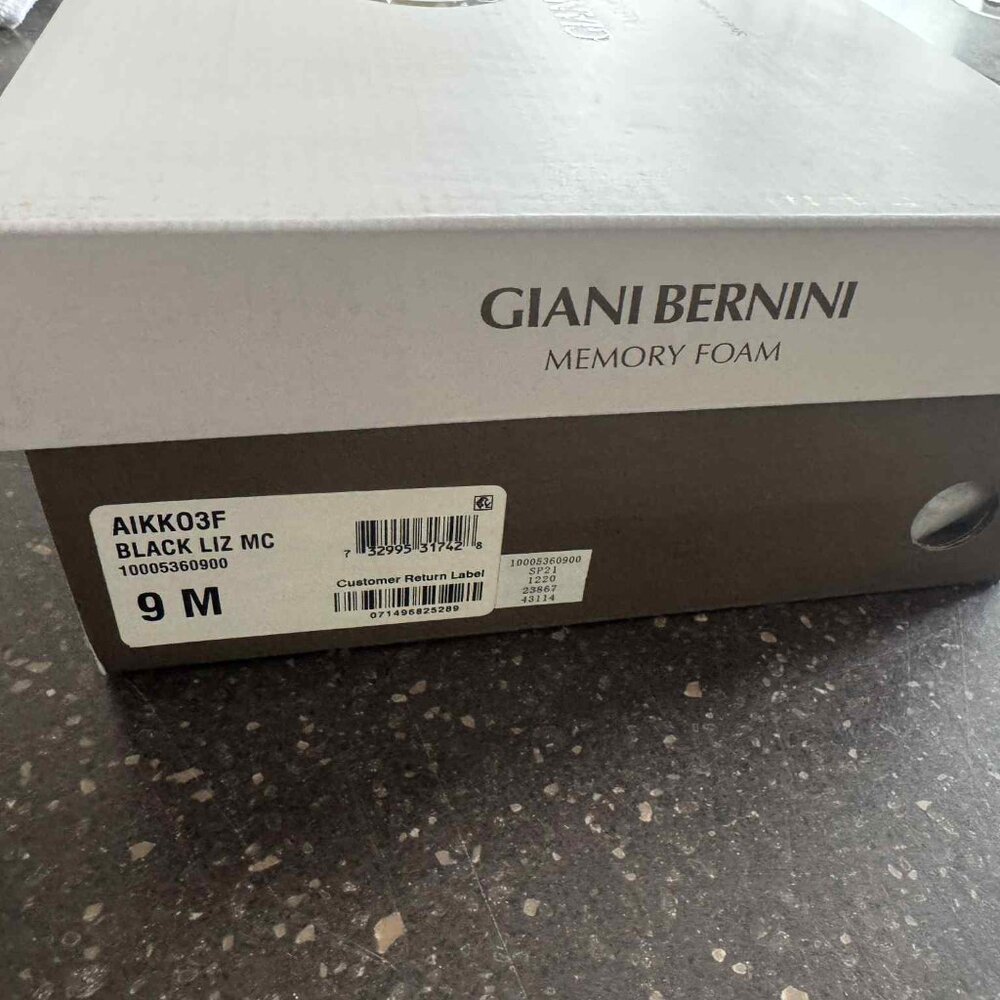 GIANI BERNINI
MEMORY FOAM
AIKKO3F
BLACK LIZ MC
10005360900
9 M
7 32995 31742 8
Customer Return Label
071496825289
10005360900
SP21
1220
23867
43114